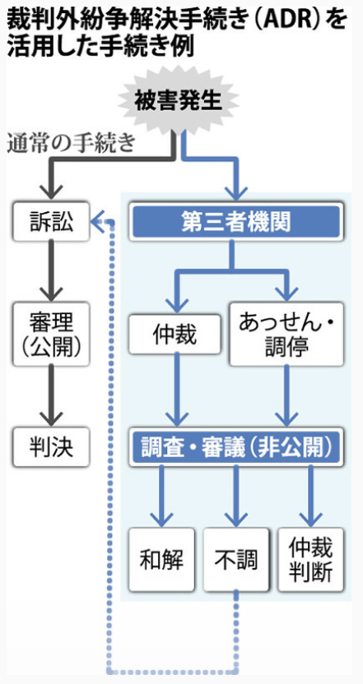 裁判外紛争解決手続き(ADR)を
活用した手続き例
被害発生
通常の手続き
訴訟
第三者機関
審理
(公開)
仲裁
あっせん・
調停
判決
調査・審議(非公開)
和解
不調
仲裁
判断